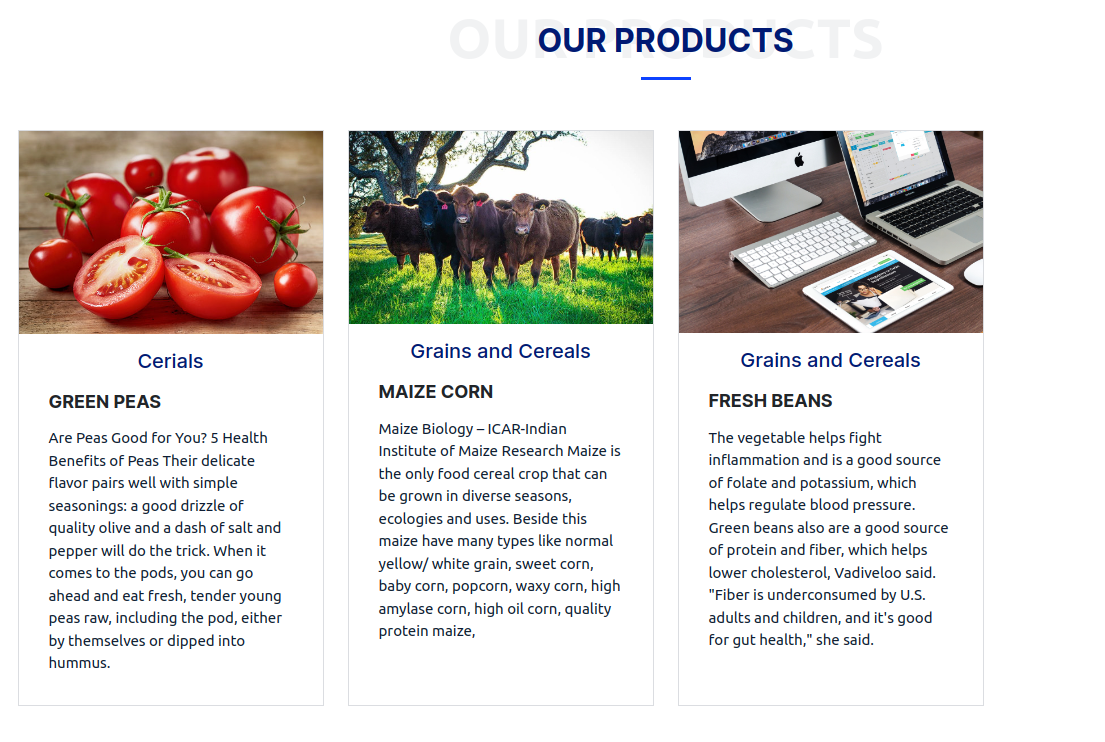 OUR PRODUCTS
OUR PRODUCTS
Cerials
GREEN PEAS
Are Peas Good for You? 5 Health
Benefits of Peas Their delicate
flavor pairs well with simple
seasonings: a good drizzle of
quality olive and a dash of salt and
pepper will do the trick. When it
comes to the pods, you can go
ahead and eat fresh, tender young
peas raw, including the pod, either
by themselves or dipped into
hummus.
Grains and Cereals
MAIZE CORN
Maize Biology – ICAR-Indian
Institute of Maize Research Maize is
the only food cereal crop that can
be grown in diverse seasons,
ecologies and uses. Beside this
maize have many types like normal
yellow/ white grain, sweet corn,
baby corn, popcorn, waxy corn, high
amylase corn, high oil corn, quality
protein maize,
Grains and Cereals
FRESH BEANS
The vegetable helps fight
inflammation and is a good source
of folate and potassium, which
helps regulate blood pressure.
Green beans also are a good source
of protein and fiber, which helps
lower cholesterol, Vadiveloo said.
"Fiber is underconsumed by U.S.
adults and children, and it's good
for gut health," she said.